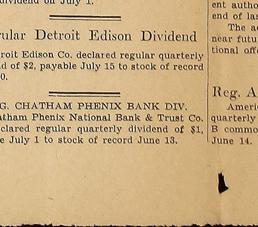 dividend on July 1.
ular Detroit Edison Dividend
roit Edison Co. declared regular quarterly
d of $2, payable July 15 to stock of record
0.
G. CHATHAM PHENIX BANK DIV.
atham Phenix National Bank & Trust Co.
clared regular quarterly dividend of $1,
e July 1 to stock of record June 13.
ent autho
end of la
The a
near futu
tional off
Reg. A
Ameri
quarterly
B commo
June 14.